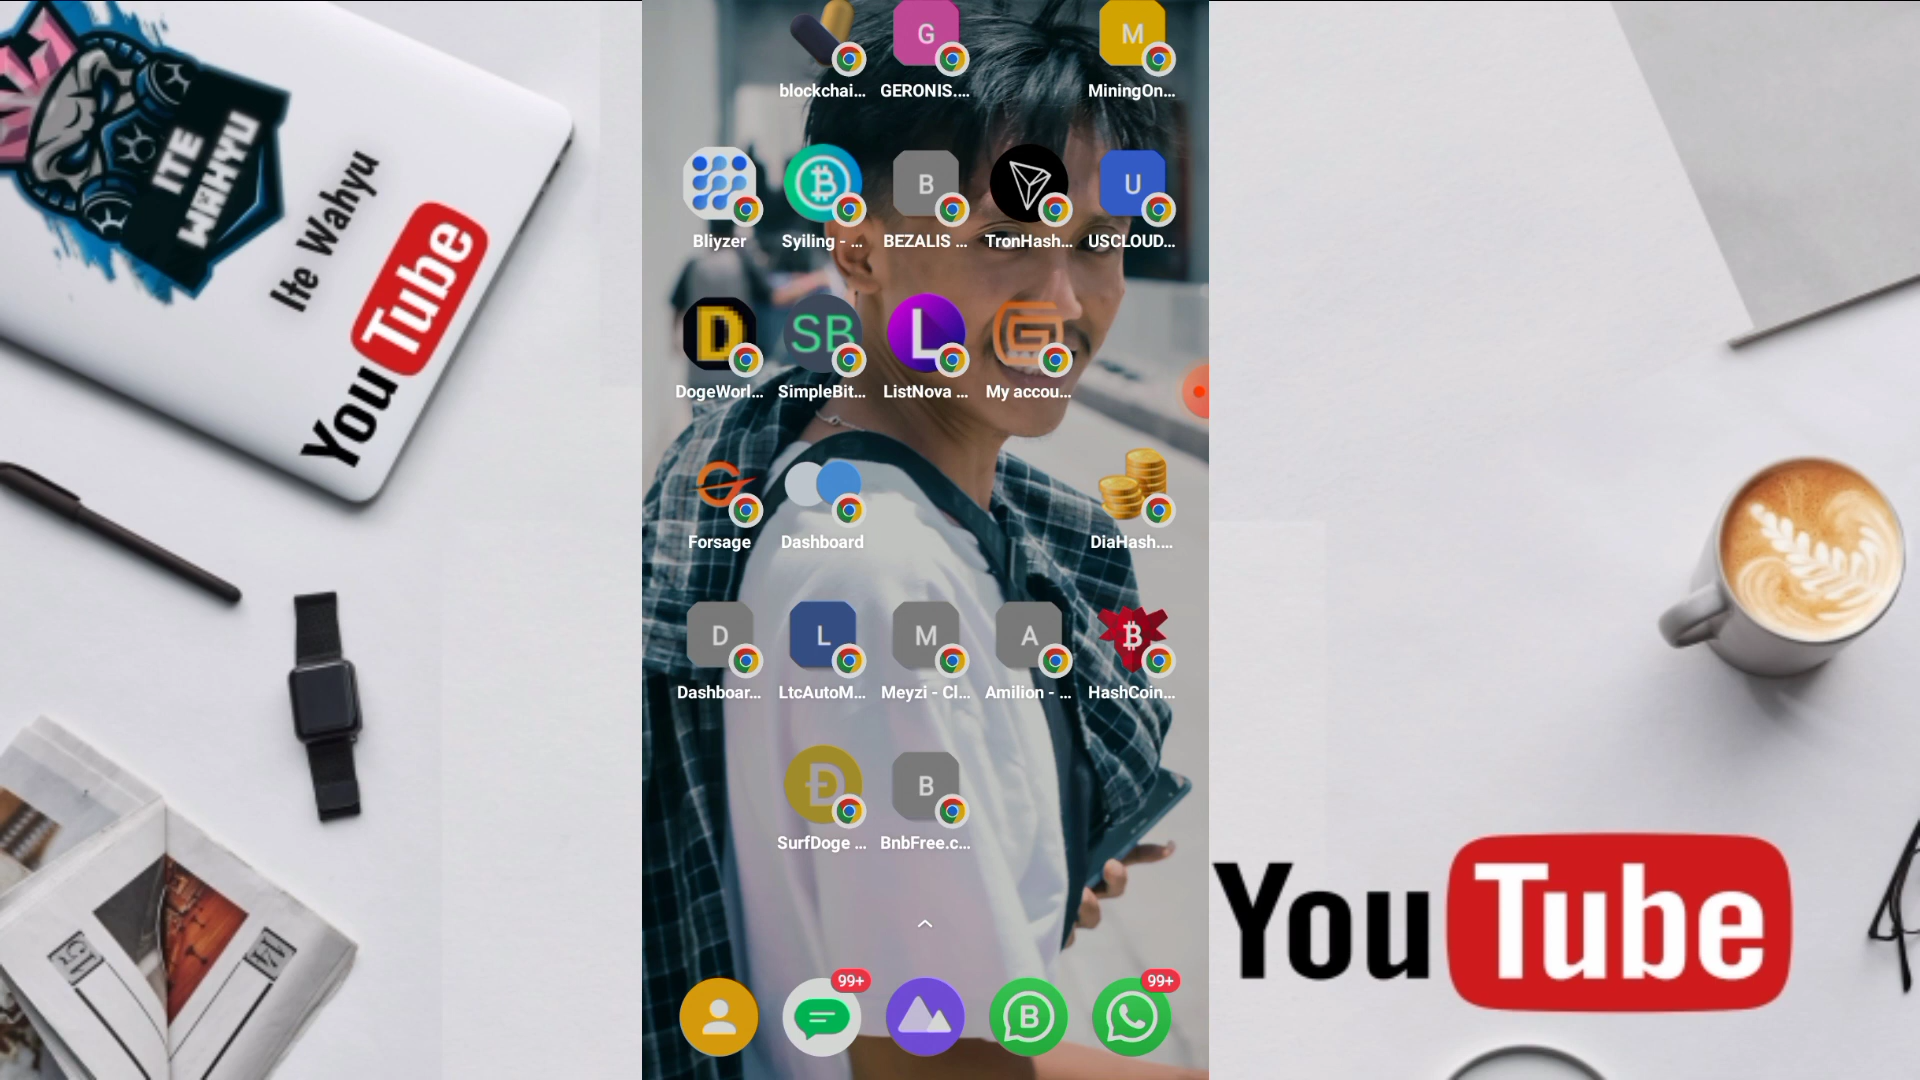 ITE
WAHYU
Ite Wahyu
YouTube
G
M
blockchai...
GERONIS....
MiningOn...
B
U
Bliyzer
Syiling - ...
BEZALIS ...
TronHash...
USCLOUD...
D
SB
L
G
DogeWorl...
SimpleBit...
ListNova ...
My accou...
Forsage
Dashboard
DiaHash....
D
L
M
A
Dashboar...
LtcAutoM...
Meyzi - Cl...
Amilion - ...
HashCoin...
B
SurfDoge ...
BnbFree.c...
99+
99+
B
YouTube